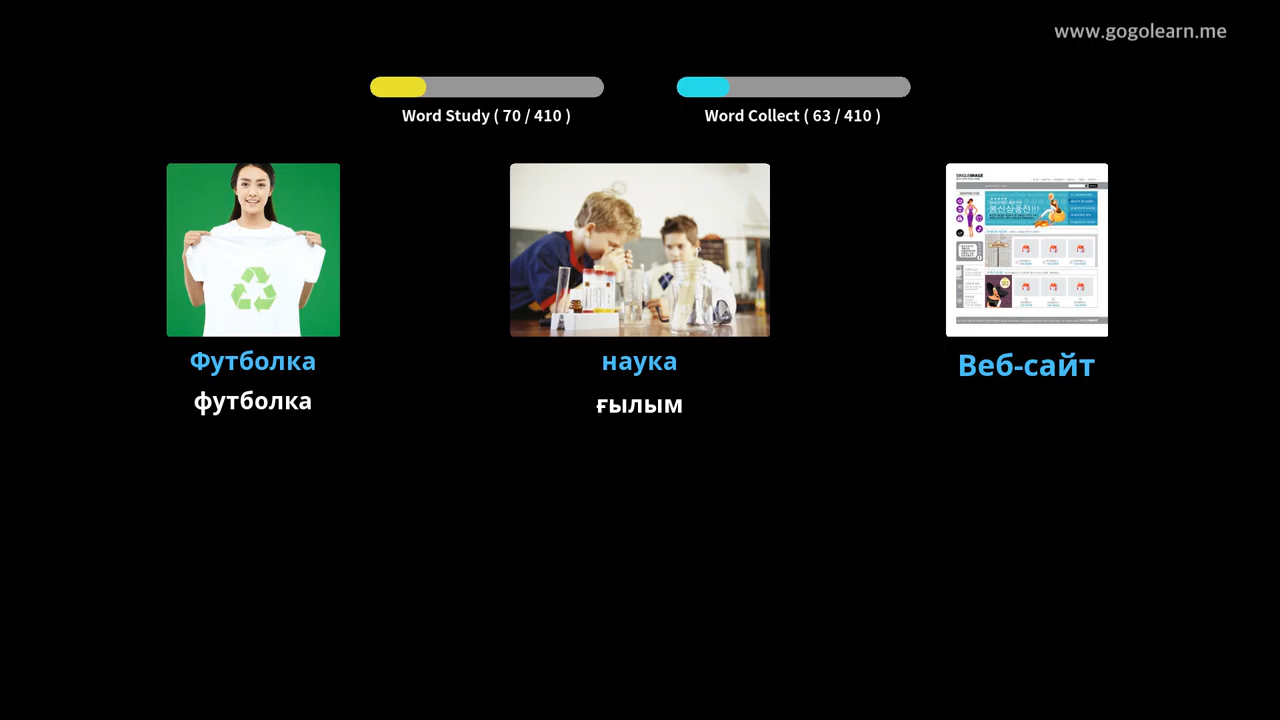 www.gogolearn.me
Word Study ( 70 / 410 )
Word Collect ( 63 / 410 )
Футболка
футболка
наука
ғылым
Веб-сайт